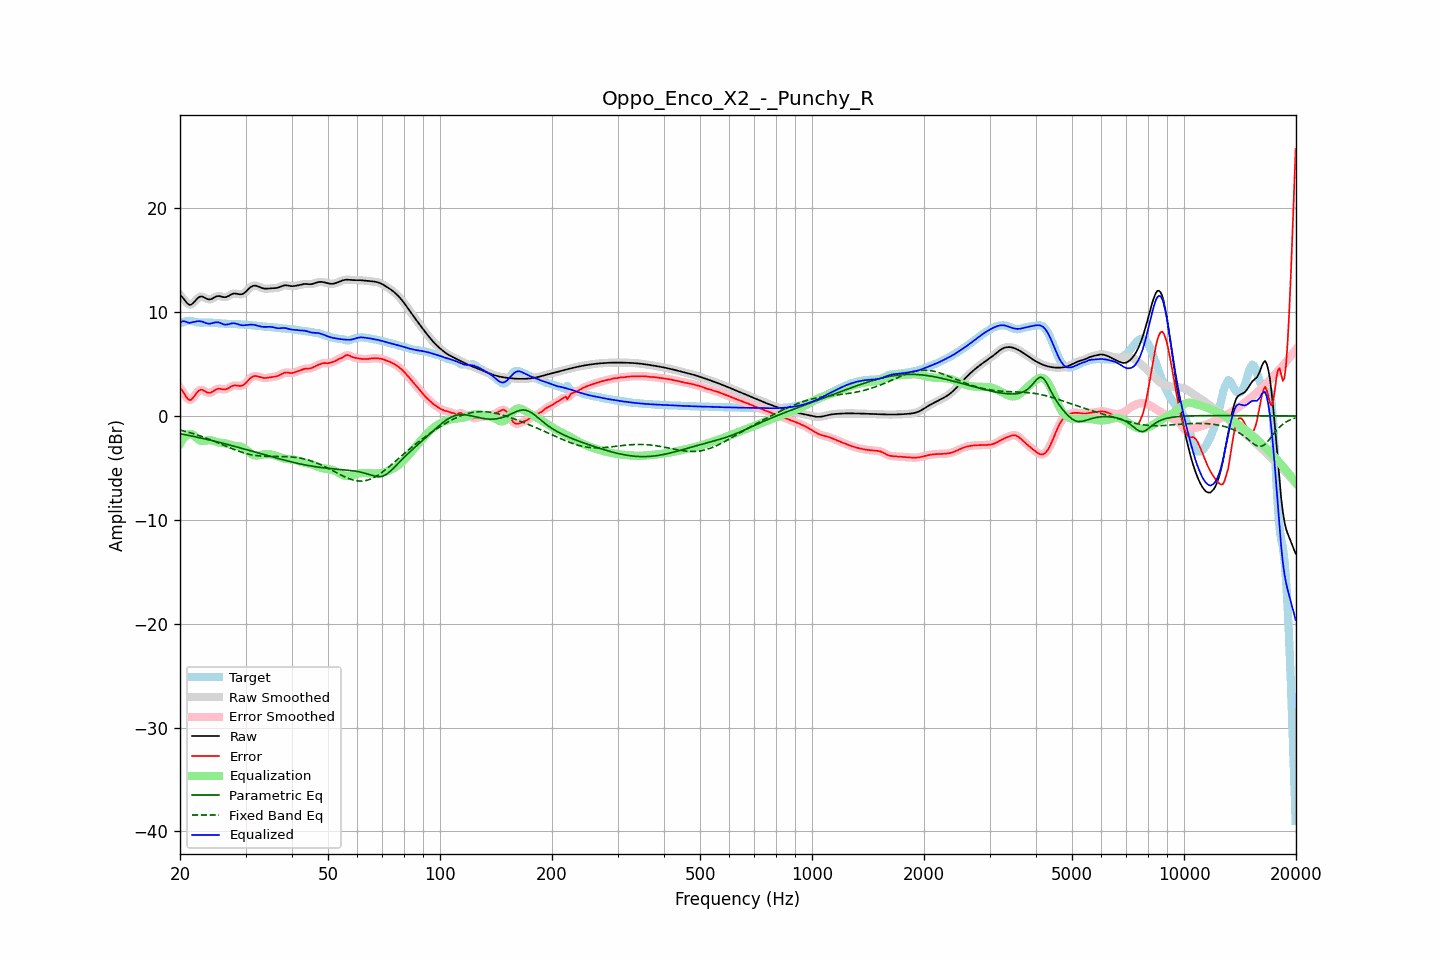 Oppo_Enco_X2_-_Punchy_R
Amplitude (dBr)
20
10
0
−10
−20
−30
−40
Target
Raw Smoothed
Error Smoothed
Raw
Error
Equalization
Parametric Eq
Fixed Band Eq
Equalized
20 50 100 200 500 1000 2000 5000 10000 20000
Frequency (Hz)